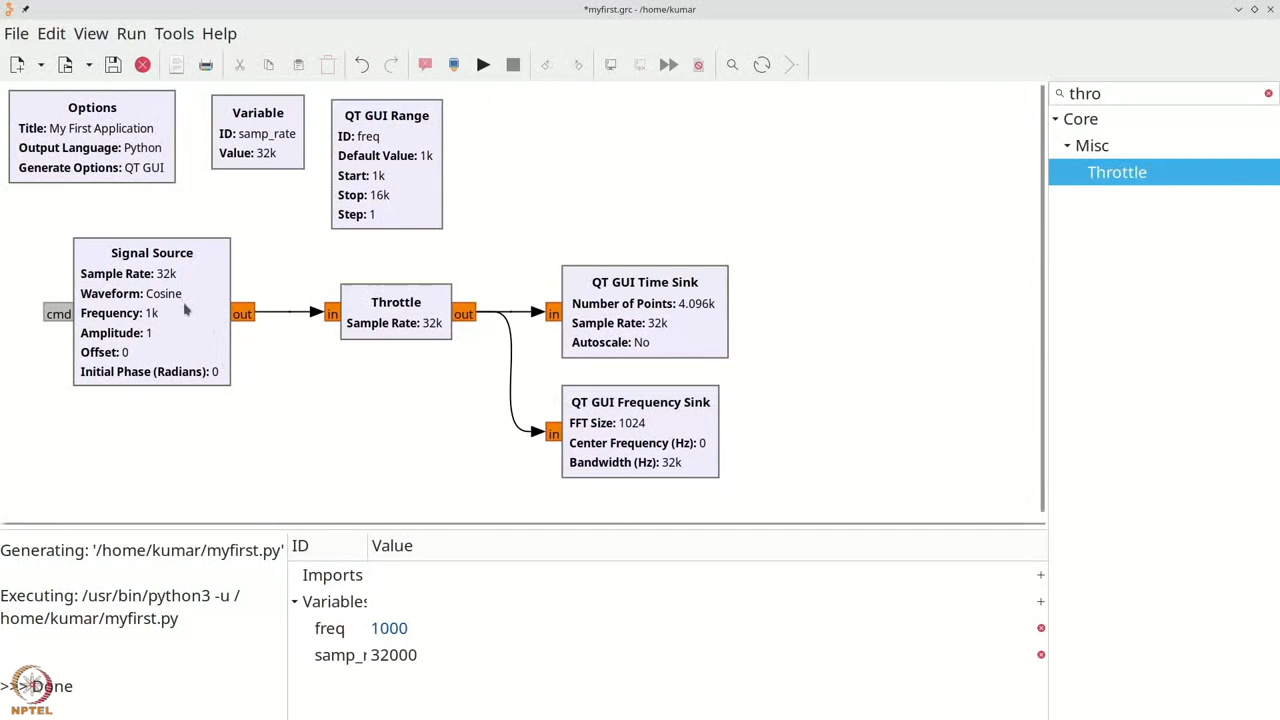 *myfirst.grc - /home/kumar
File Edit View Run Tools Help
Options
Title: My First Application
Output Language: Python
Generate Options: QT GUI
Variable
ID: samp_rate
Value: 32k
QT GUI Range
ID: freq
Default Value: 1k
Start: 1k
Stop: 16k
Step: 1
thro
Core
Misc
Throttle
Signal Source
Sample Rate: 32k
Waveform: Cosine
Frequency: 1k
Amplitude: 1
Offset: 0
Initial Phase (Radians): 0
cmd
out
in
Throttle
Sample Rate: 32k
out
in
QT GUI Time Sink
Number of Points: 4.096k
Sample Rate: 32k
Autoscale: No
in
QT GUI Frequency Sink
FFT Size: 1024
Center Frequency (Hz): 0
Bandwidth (Hz): 32k
Generating: '/home/kumar/myfirst.py'
Executing: /usr/bin/python3 -u /
home/kumar/myfirst.py
>>> Done
NPTEL
ID Value
Imports
Variables
freq 1000
samp_r 32000